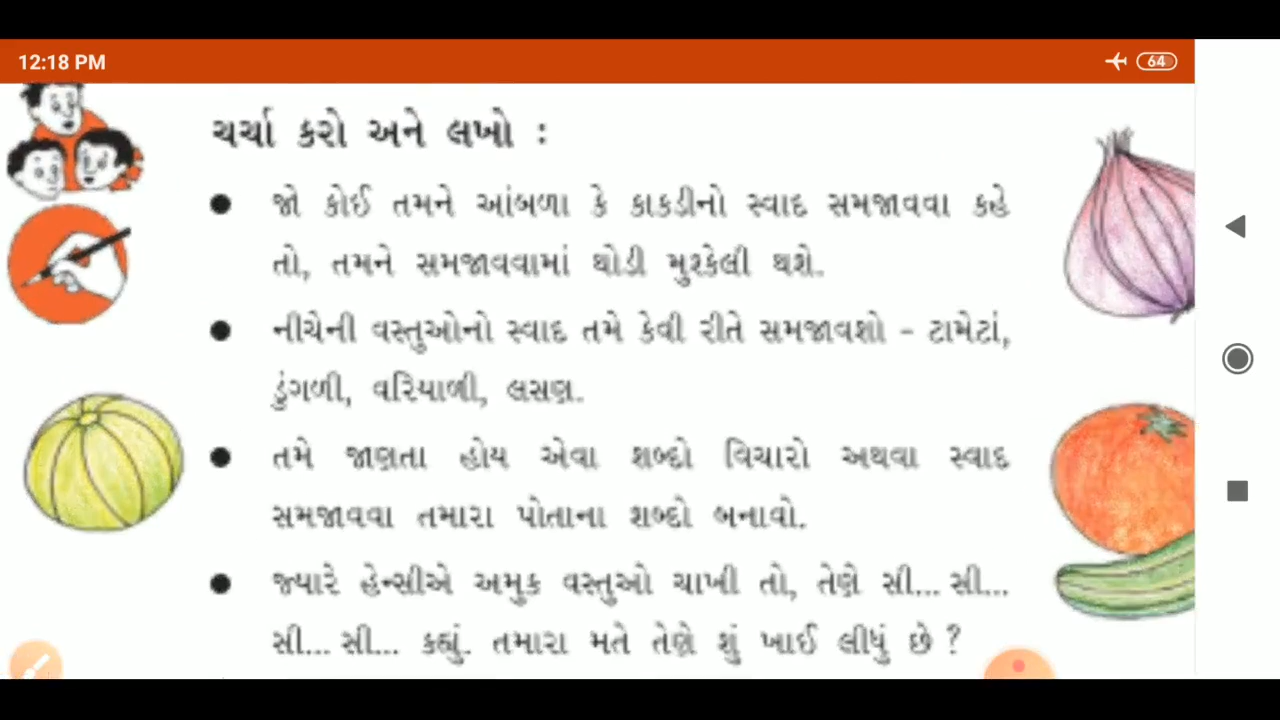 12:18 PM
64
ચર્ચા કરો અને લખો :
● જો કોઈ તમને આંબળા કે કાકડીનો સ્વાદ સમજાવવા કહે
તો, તમને સમજાવવામાં થોડી મુશ્કેલી થશે.
● નીચેની વસ્તુઓનો સ્વાદ તમે કેવી રીતે સમજાવશો - ટામેટાં,
ડુંગળી, વરિયાળી, લસણ.
● તમે જાણતા હોય એવા શબ્દો વિચારો અથવા સ્વાદ
સમજાવવા તમારા પોતાના શબ્દો બનાવો.
● જ્યારે હેન્સીએ અમુક વસ્તુઓ ચાખી તો, તેણે સી... સી...
સી... સી... કહ્યું. તમારા મતે તેણે શું ખાઈ લીધું છે ?